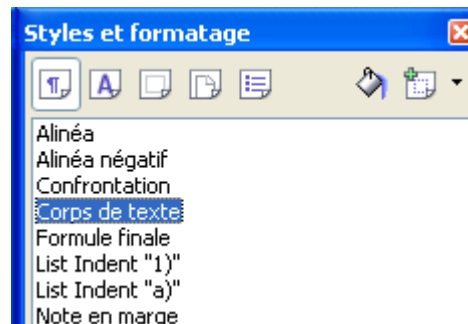 Styles et formatage
Alinéa
Alinéa négatif
Confrontation
Corps de texte
Formule finale
List Indent "1)"
List Indent "a)"
Note en marge